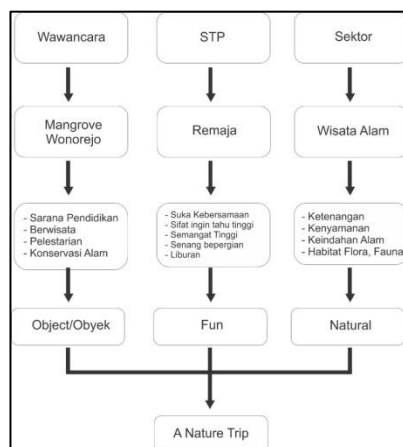 Wawancara
STP
Sektor
Mangrove
Wonorejo
Remaja
Wisata Alam
- Sarana Pendidikan
- Berwisata
- Pelestarian
- Konservasi Alam
- Suka Kebersamaan
- Sifat ingin tahu tinggi
- Semangat Tinggi
- Senang bepergian
- Liburan
- Ketenangan
- Kenyamanan
- Keindahan Alam
- Habitat Flora, Fauna
Object/Obyek
Fun
Natural
A Nature Trip